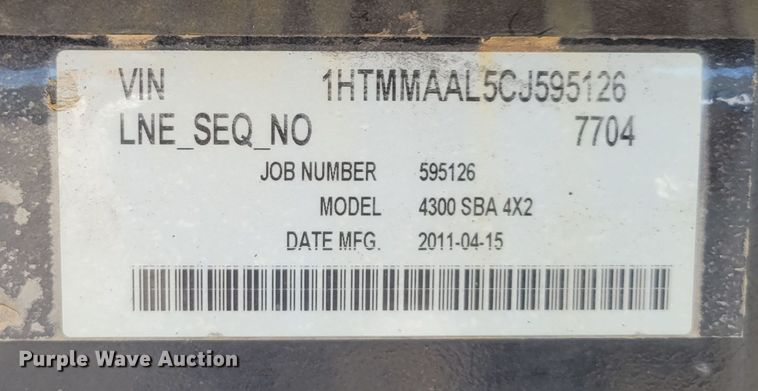 VIN 1HTMMAAL5CJ595126
LNE_SEQ_NO 7704
JOB NUMBER 595126
MODEL 4300 SBA 4X2
DATE MFG. 2011-04-15
Purple Wave Auction